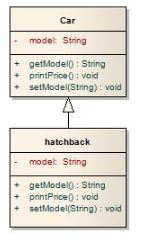 Car
- model: String
+ getModel() : String
+ printPrice() : void
+ setModel(String) : void
hatchback
- model: String
+ getModel() : String
+ printPrice() : void
+ setModel(String) : void